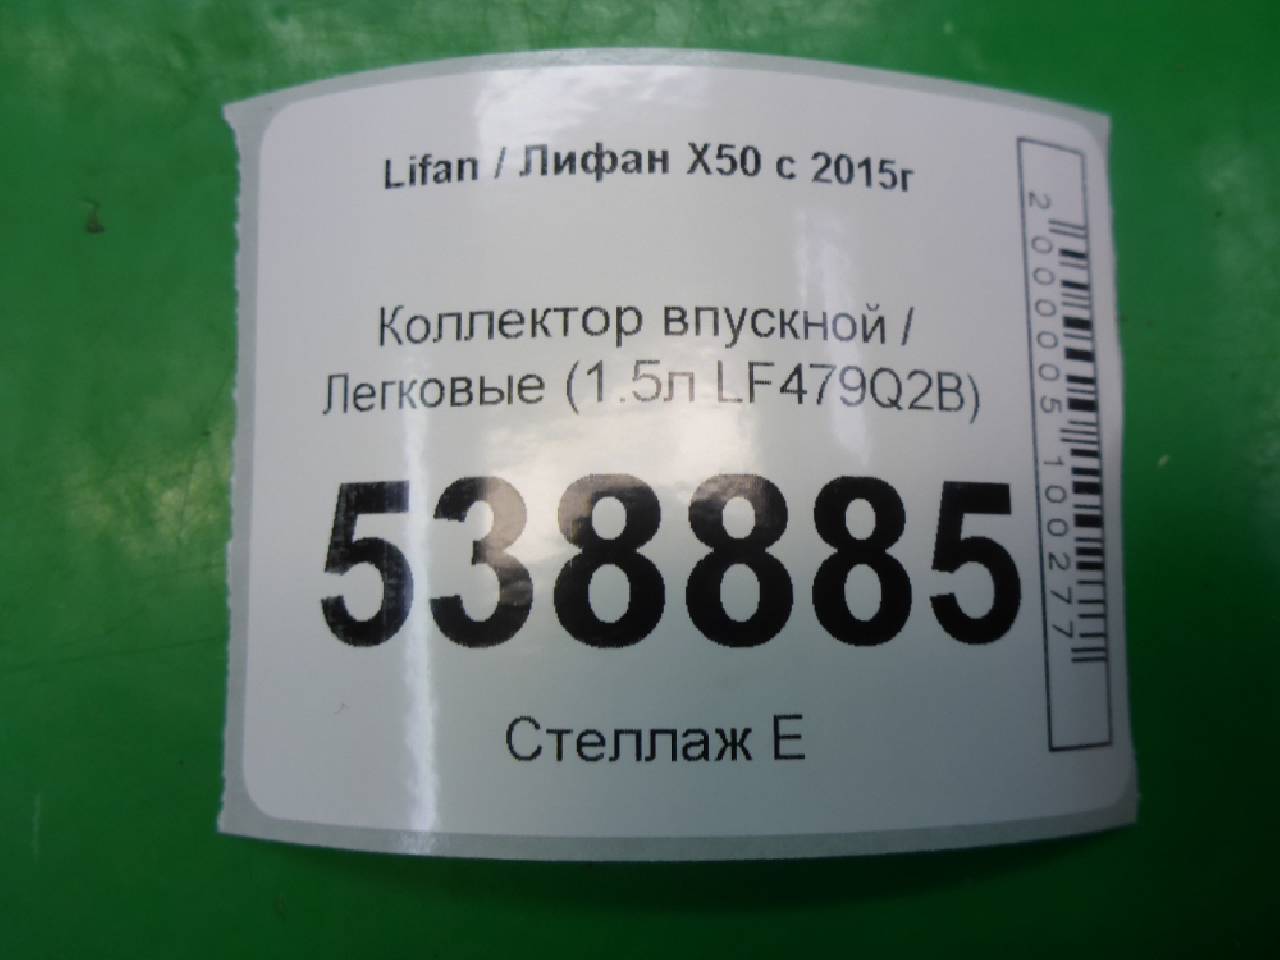 Lifan / Лифан X50 с 2015г
Коллектор впускной /
Легковые (1.5л LF479Q2B)
538885
Стеллаж Е
2000005100277